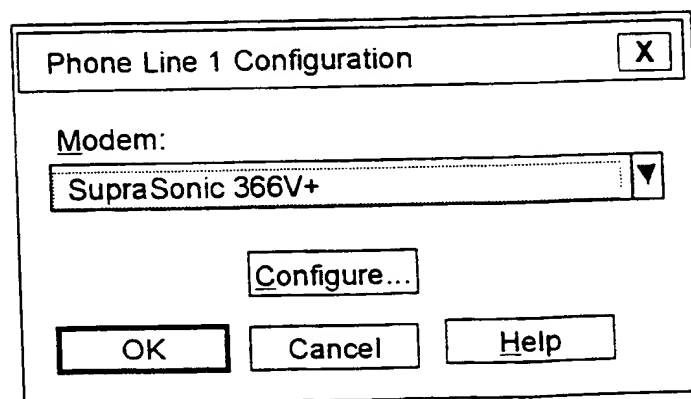 Phone Line 1 Configuration X
Modem:
SupraSonic 366V+
Configure...
OK Cancel Help